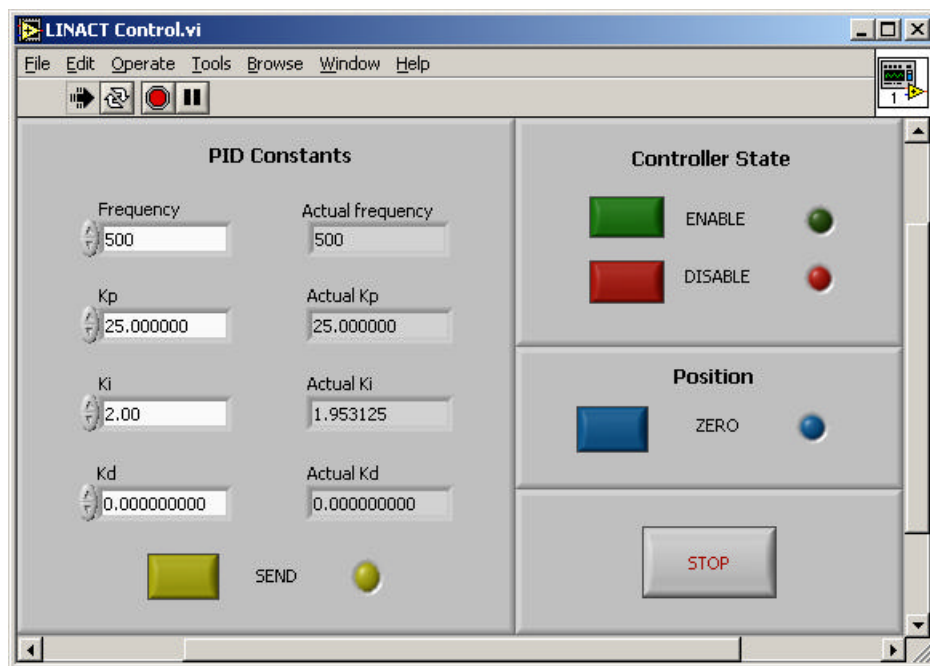 LINACT Control.vi
File Edit Operate Tools Browse Window Help
1
PID Constants
Frequency
500
Actual frequency
500
Kp
25.000000
Actual Kp
25.000000
Ki
2.00
Actual Ki
1.953125
Kd
0.000000000
Actual Kd
0.000000000
SEND
Controller State
ENABLE
DISABLE
Position
ZERO
STOP